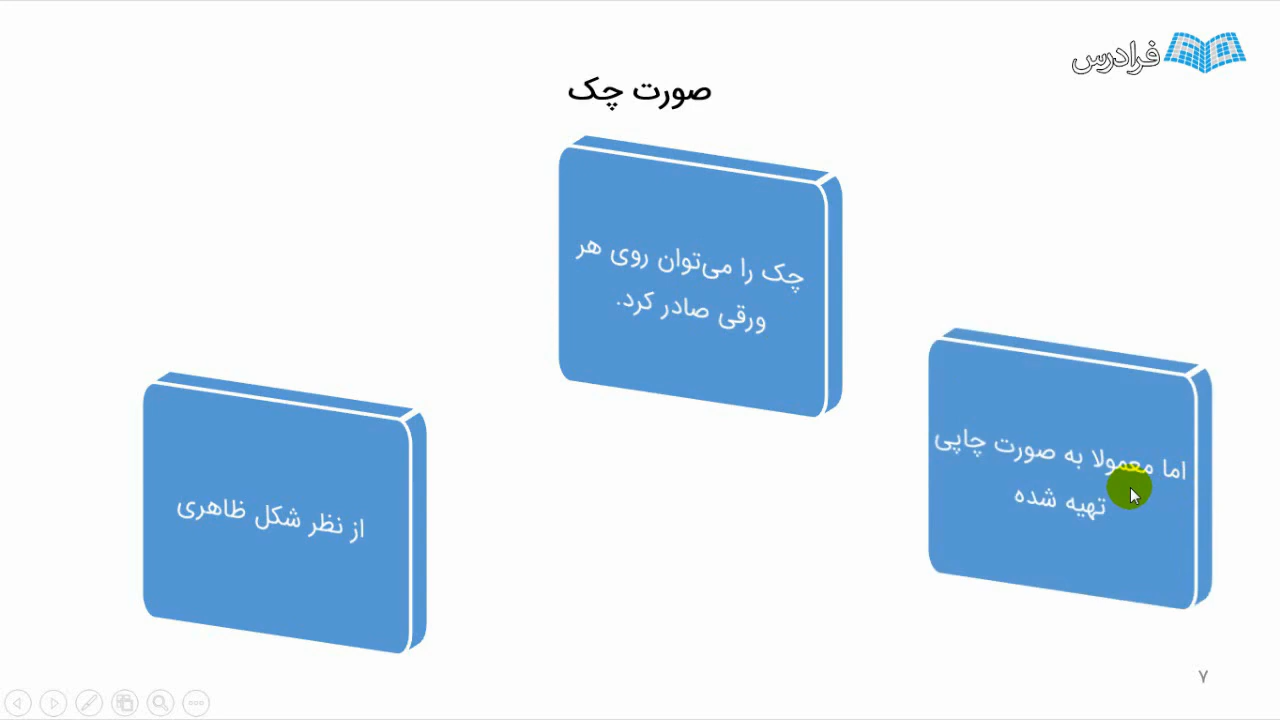 فرادرس
صورت چک
چک را می‌توان روی هر
ورقی صادر کرد.
اما معمولا به صورت چاپی
تهیه شده
از نظر شکل ظاهری
۷